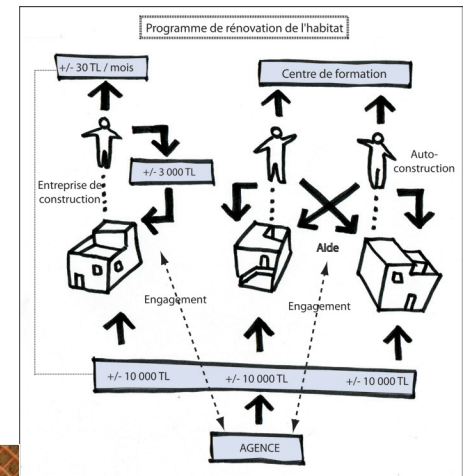 Programme de rénovation de l'habitat
+/- 30 TL / mois
Centre de formation
+/- 3 000 TL
Auto-
construction
Entreprise de
construction
Aide
Engagement
Engagement
+/- 10 000 TL
+/- 10 000 TL
+/- 10 000 TL
AGENCE